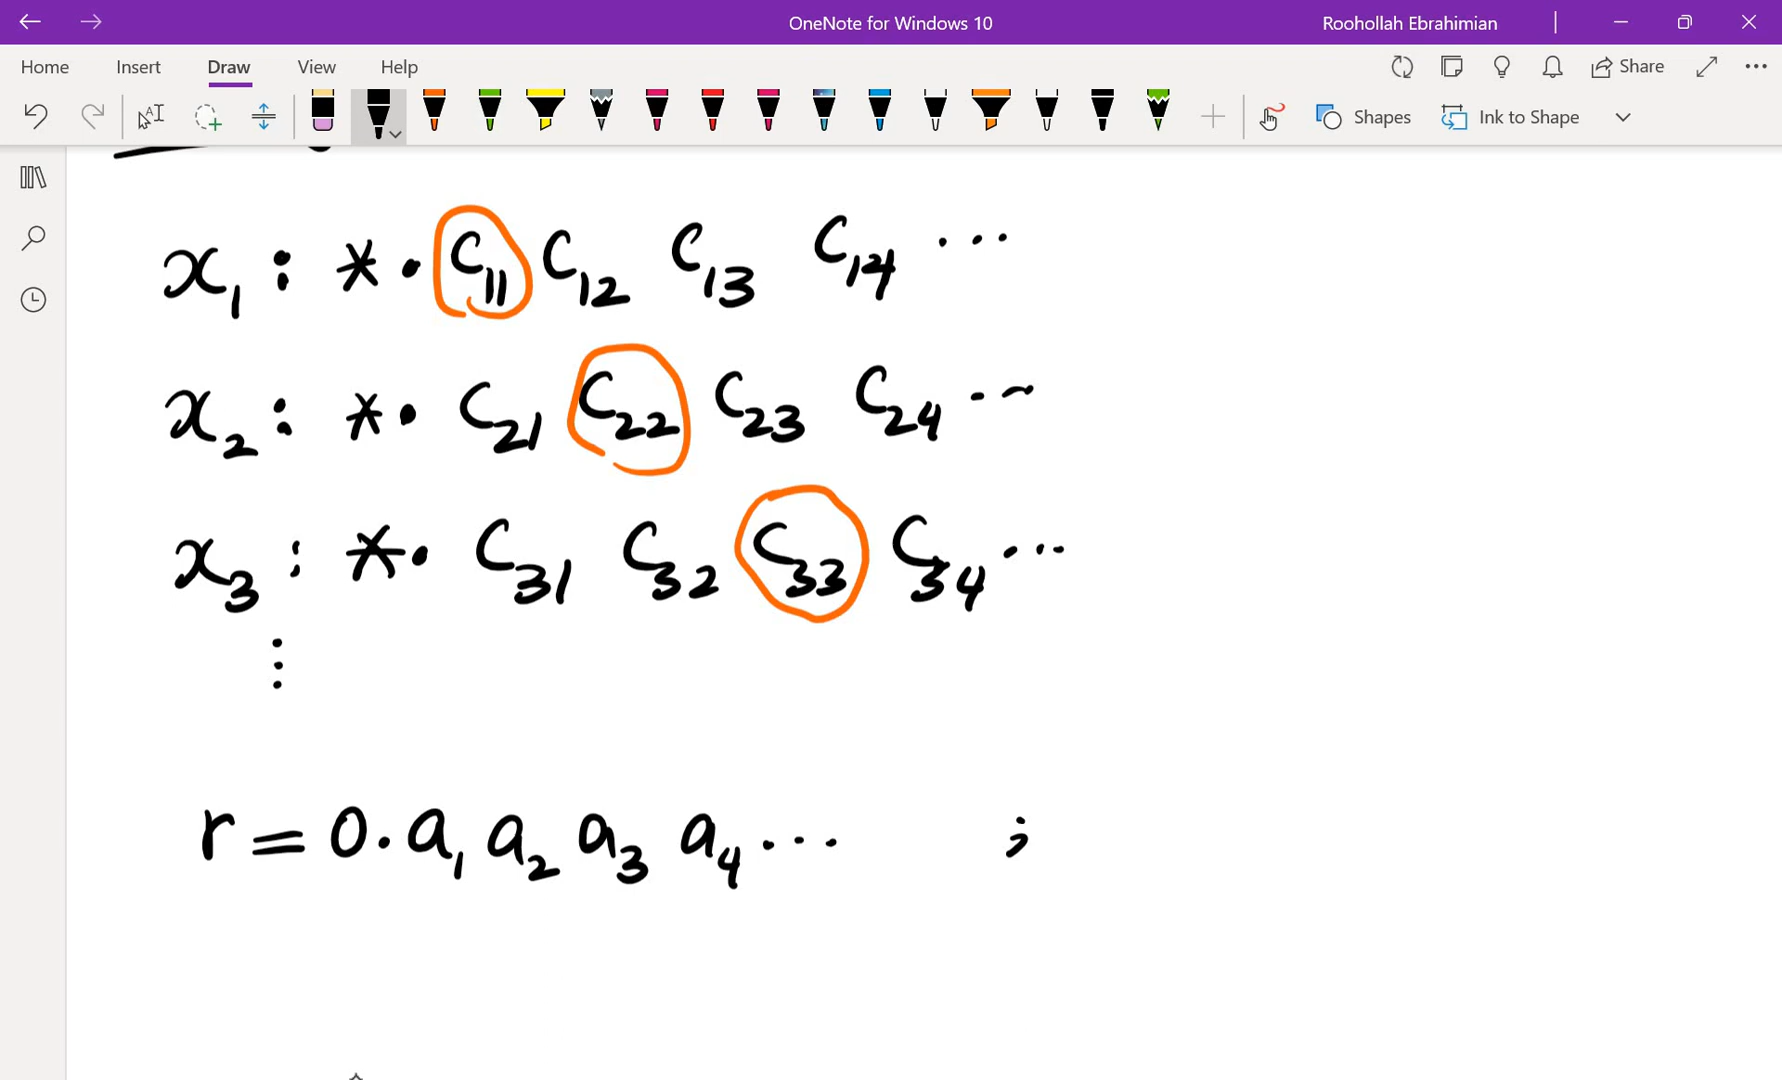 OneNote for Windows 10
Roohollah Ebrahimian
Home Insert Draw View Help
Share
Shapes
Ink to Shape
x₁ : * . c₁₁ c₁₂ c₁₃ c₁₄ ...
x₂ : * . c₂₁ c₂₂ c₂₃ c₂₄ ...
x₃ : * . c₃₁ c₃₂ c₃₃ c₃₄ ...
⋮
r = 0 . a₁ a₂ a₃ a₄ ... ;